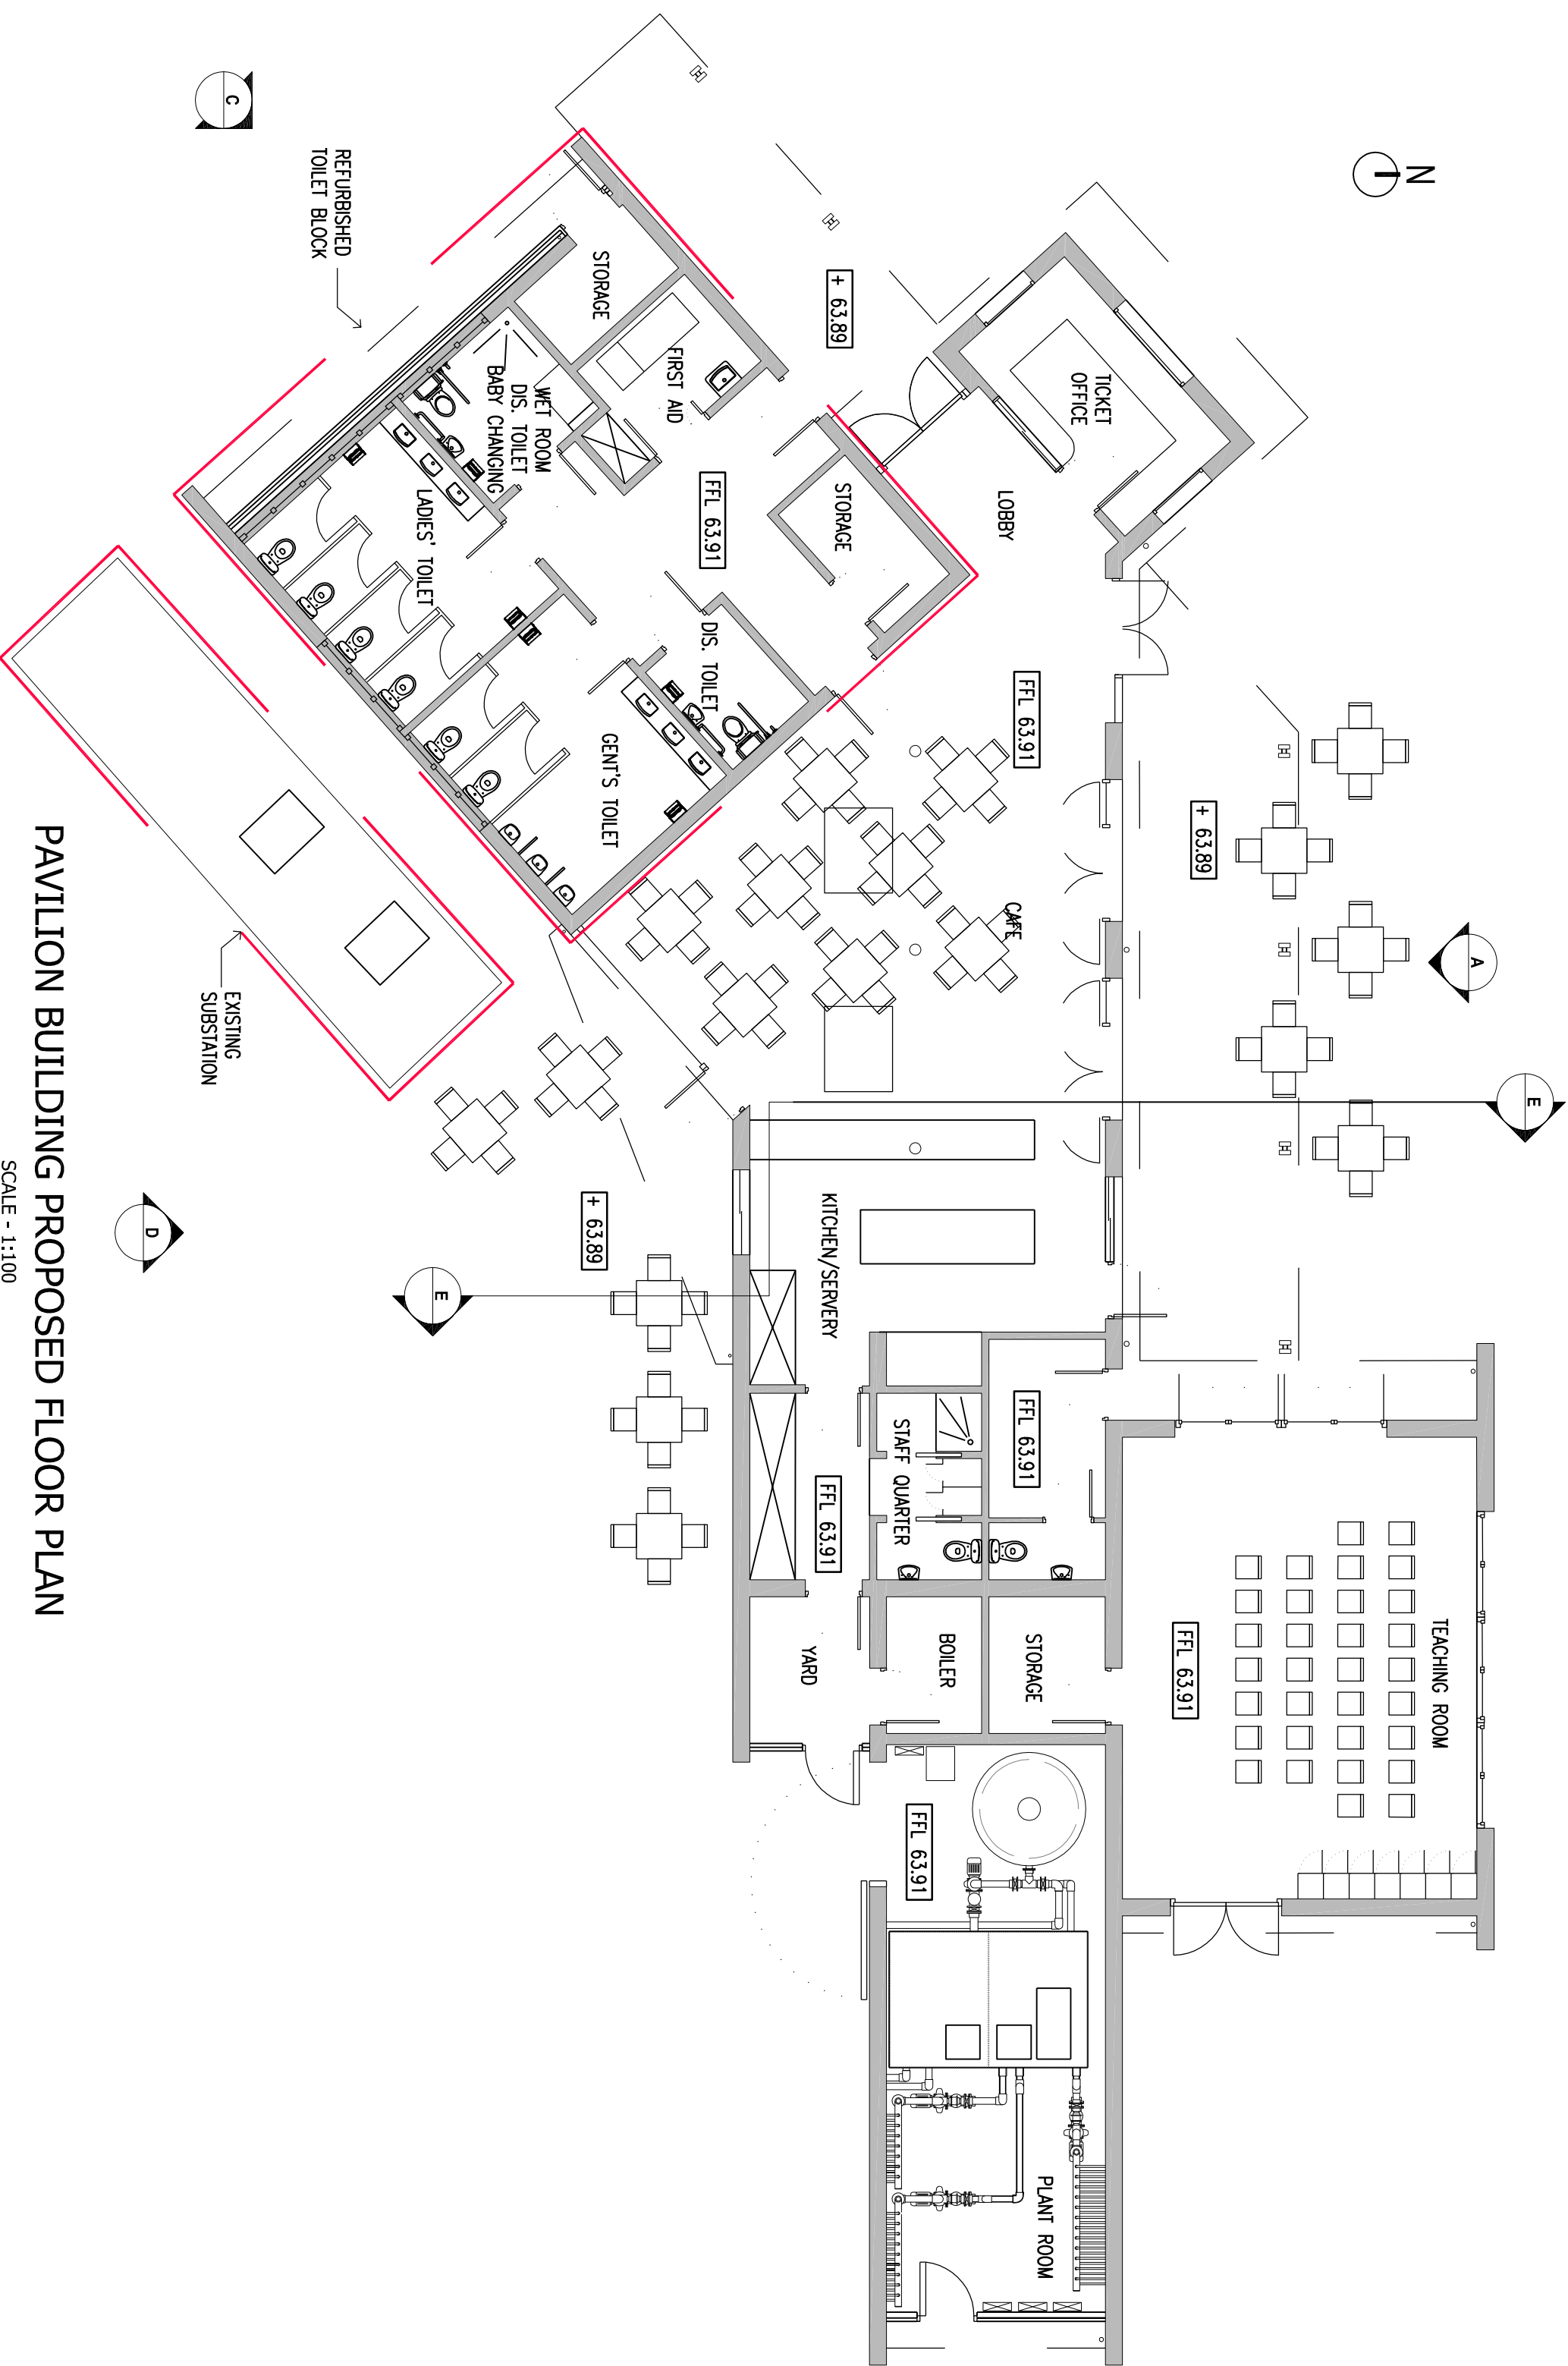 N
C
REFURBISHED
TOILET BLOCK
+ 63.89
TICKET
OFFICE
LOBBY
STORAGE
FIRST AID
WET ROOM
DIS. TOILET
BABY CHANGING
FFL 63.91
STORAGE
LADIES' TOILET
DIS. TOILET
GENT'S TOILET
FFL 63.91
+ 63.89
A
CAFE
E
EXISTING
SUBSTATION
+ 63.89
D
E
KITCHEN/SERVERY
FFL 63.91
STAFF QUARTER
FFL 63.91
TEACHING ROOM
FFL 63.91
STORAGE
BOILER
YARD
FFL 63.91
PLANT ROOM
PAVILION BUILDING PROPOSED FLOOR PLAN
SCALE - 1:100